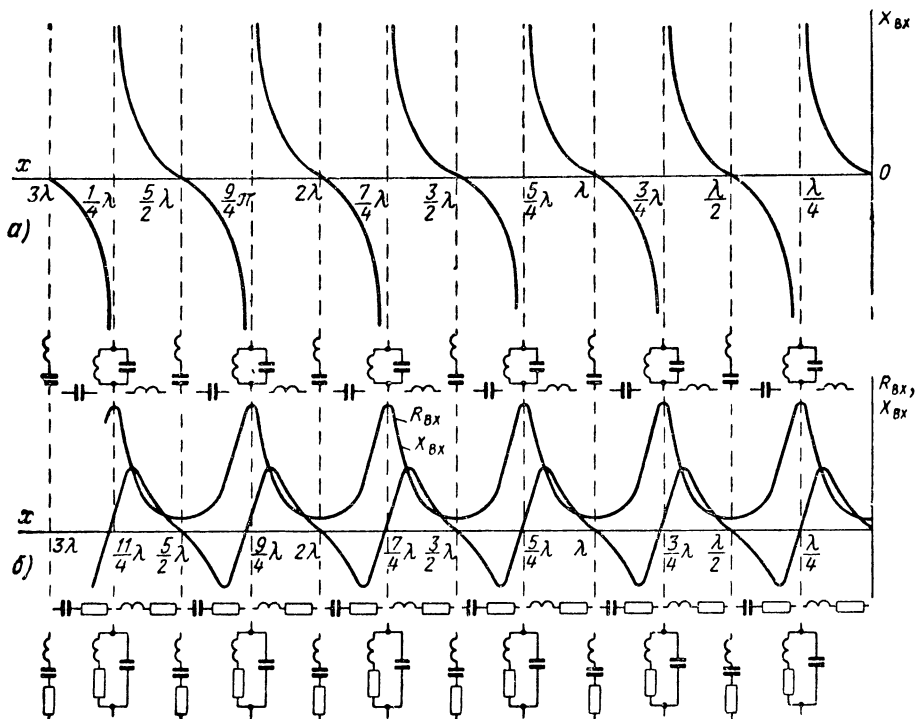 X вх
x 0
3λ 1/4 λ 5/2 λ 9/4 π 2λ 7/4 λ 3/2 λ 5/4 λ λ 3/4 λ λ/2 λ/4
а)
R вх,
X вх
R вх
X вх
x
3λ 11/4 λ 5/2 λ 9/4 λ 2λ 7/4 λ 3/2 λ 5/4 λ λ 3/4 λ λ/2 λ/4
б)